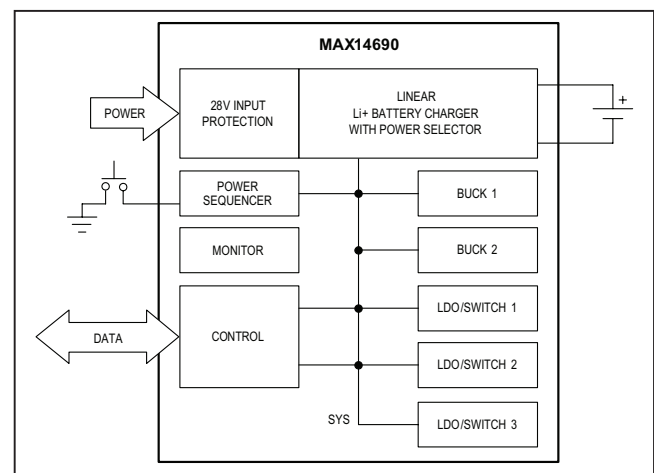 MAX14690
POWER
28V INPUT
PROTECTION
LINEAR
Li+ BATTERY CHARGER
WITH POWER SELECTOR
+
POWER
SEQUENCER
BUCK 1
MONITOR
BUCK 2
DATA
CONTROL
LDO/SWITCH 1
LDO/SWITCH 2
SYS
LDO/SWITCH 3